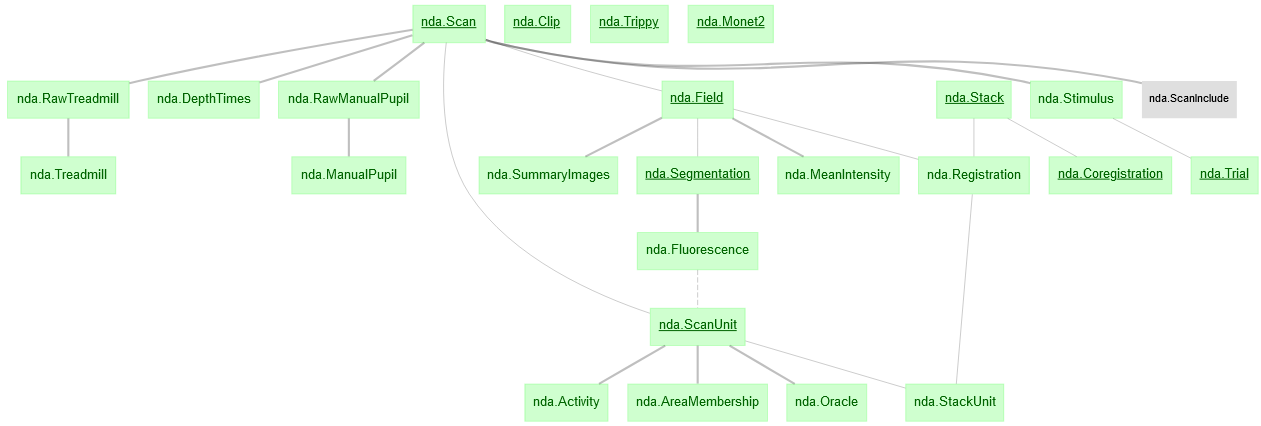 nda.Scan
nda.Clip
nda.Trippy
nda.Monet2
nda.RawTreadmill
nda.DepthTimes
nda.RawManualPupil
nda.Field
nda.Stack
nda.Stimulus
nda.ScanInclude
nda.Treadmill
nda.ManualPupil
nda.SummaryImages
nda.Segmentation
nda.MeanIntensity
nda.Registration
nda.Coregistration
nda.Trial
nda.Fluorescence
nda.ScanUnit
nda.Activity
nda.AreaMembership
nda.Oracle
nda.StackUnit